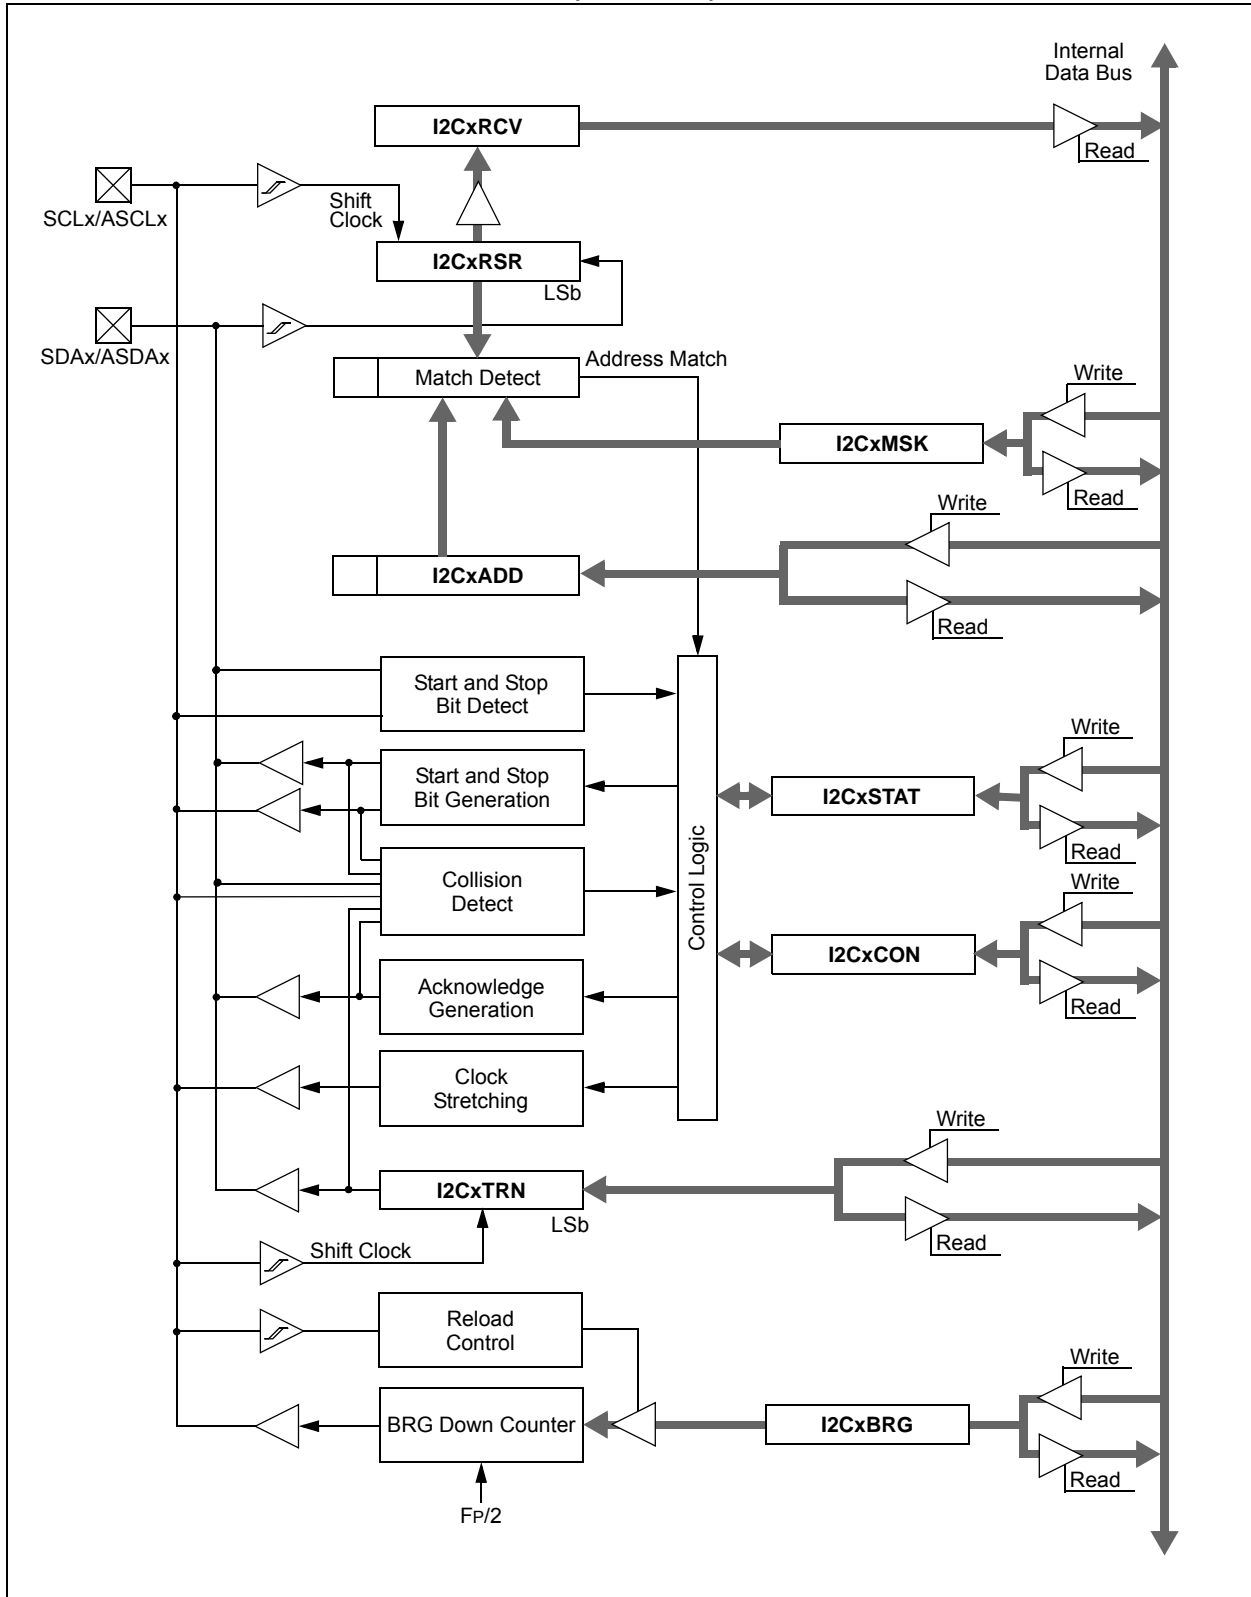 Internal
Data Bus
I2CxRCV
Read
SCLx/ASCLx
Shift
Clock
I2CxRSR
LSb
SDAx/ASDAx
Address Match
Match Detect
Write
I2CxMSK
Read
Write
I2CxADD
Read
Start and Stop
Bit Detect
Write
Start and Stop
Bit Generation
I2CxSTAT
Read
Control Logic
Collision
Detect
Write
I2CxCON
Read
Acknowledge
Generation
Clock
Stretching
Write
I2CxTRN
LSb
Read
Shift Clock
Reload
Control
Write
BRG Down Counter
I2CxBRG
Read
FP/2